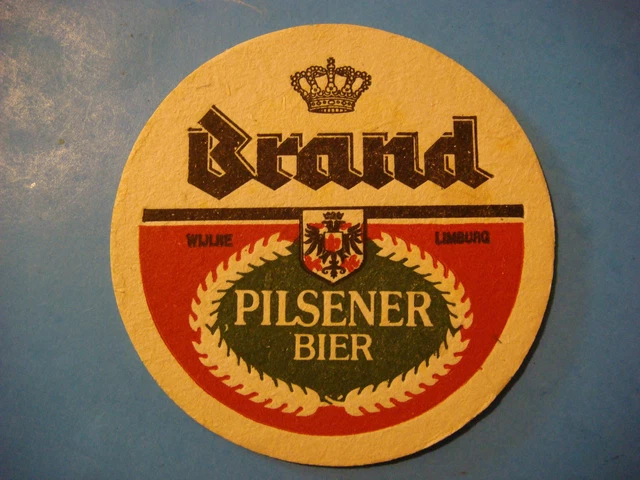 Brand
WIJLRE LIMBURG
PILSENER
BIER